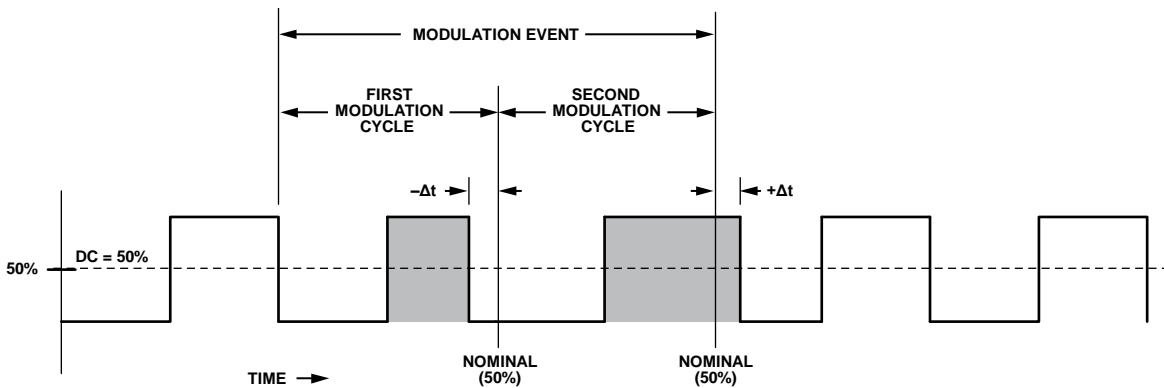 MODULATION EVENT
FIRST
MODULATION
CYCLE
SECOND
MODULATION
CYCLE
–Δt
+Δt
50%
DC = 50%
NOMINAL
(50%)
NOMINAL
(50%)
TIME